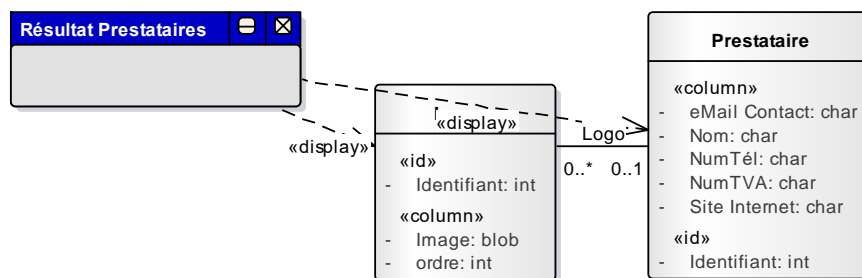 Résultat Prestataires
«display»
«display»
«id»
- Identifiant: int
«column»
- Image: blob
- ordre: int
Logo
0..* 0..1
Prestataire
«column»
- eMail Contact: char
- Nom: char
- NumTél: char
- NumTVA: char
- Site Internet: char
«id»
- Identifiant: int